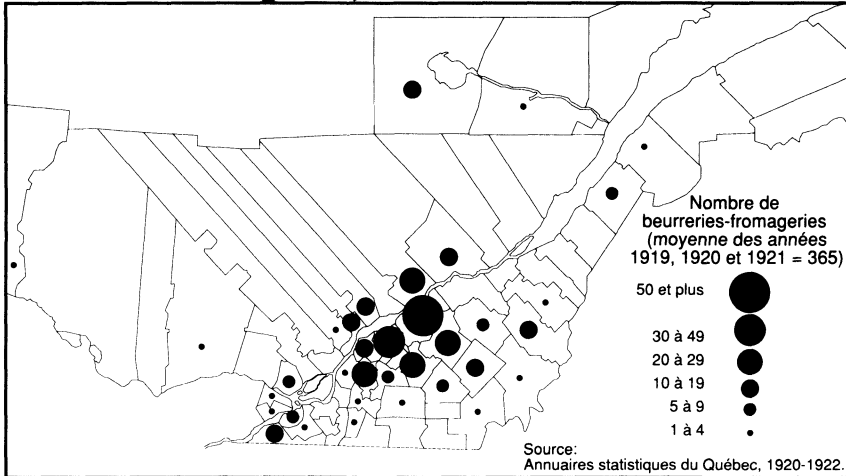 Nombre de
beurreries-fromageries
(moyenne des années
1919, 1920 et 1921 = 365)
50 et plus
30 à 49
20 à 29
10 à 19
5 à 9
1 à 4
Source:
Annuaires statistiques du Québec, 1920-1922.